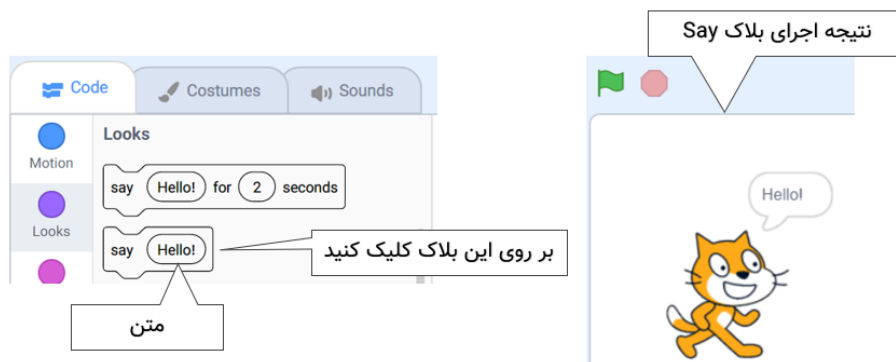 نتیجه اجرای بلاک Say
Code
Costumes
Sounds
Motion
Looks
Looks
say Hello! for 2 seconds
say Hello!
بر روی این بلاک کلیک کنید
متن
Hello!